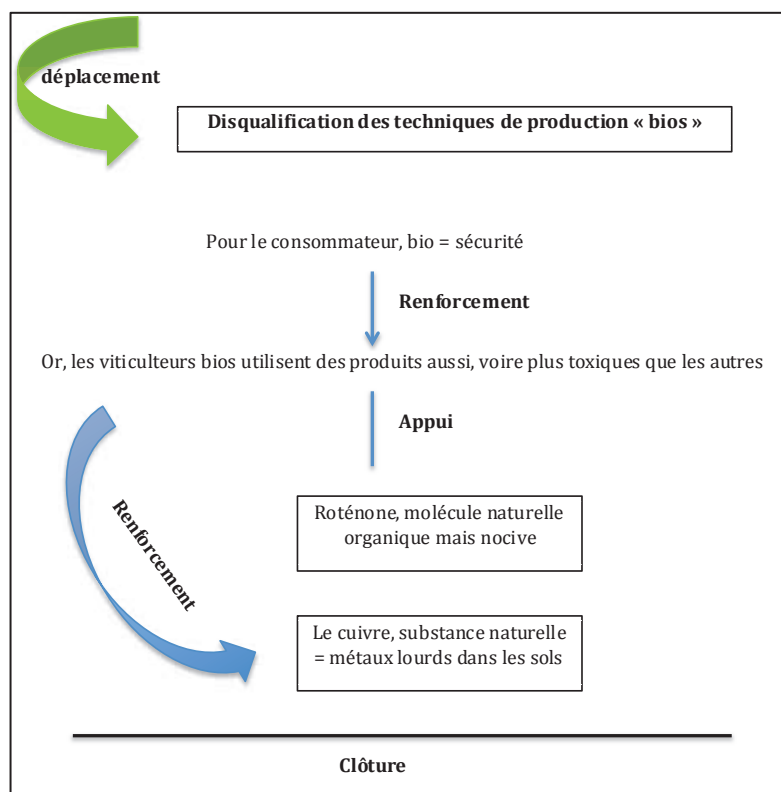 déplacement
Disqualification des techniques de production « bios »
Pour le consommateur, bio = sécurité
Renforcement
Or, les viticulteurs bios utilisent des produits aussi, voire plus toxiques que les autres
Appui
Roténone, molécule naturelle
organique mais nocive
Renforcement
Le cuivre, substance naturelle
= métaux lourds dans les sols
Clôture